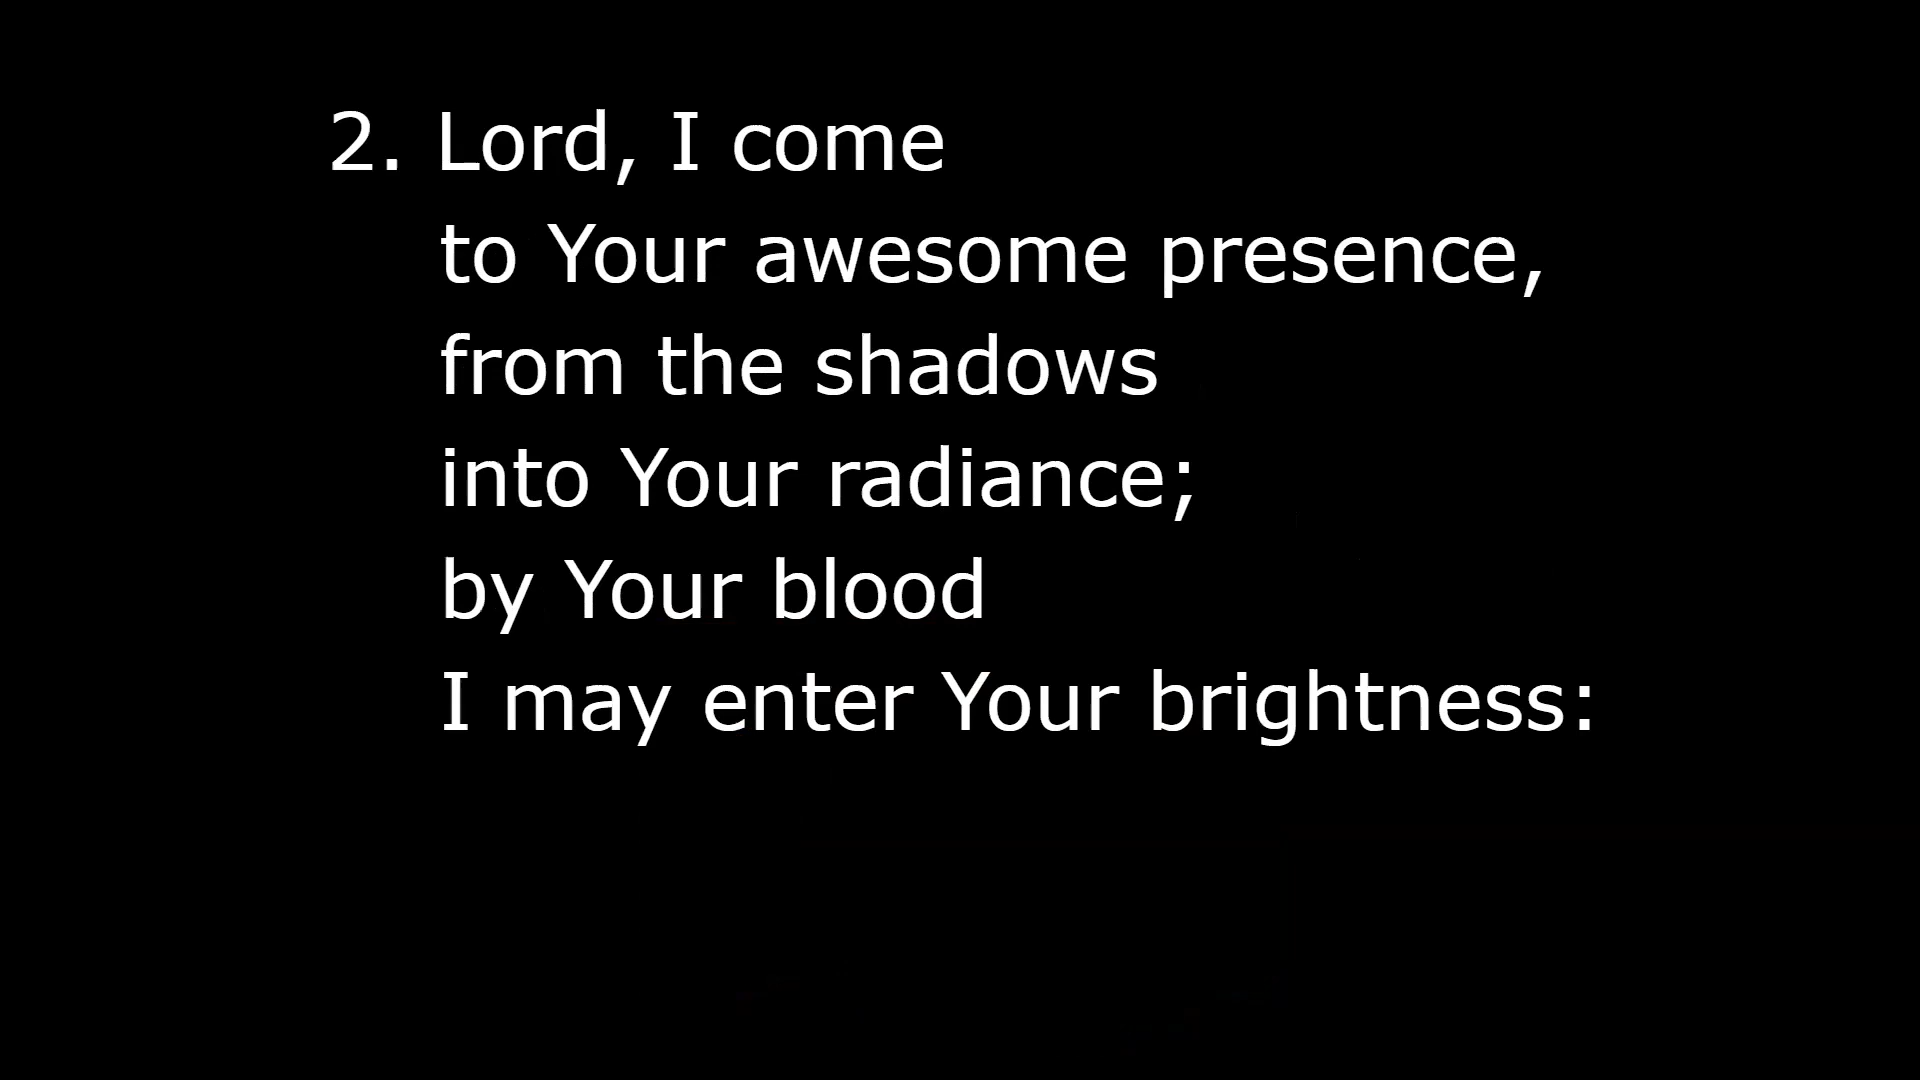 2. Lord, I come
to Your awesome presence,
from the shadows
into Your radiance;
by Your blood
I may enter Your brightness: